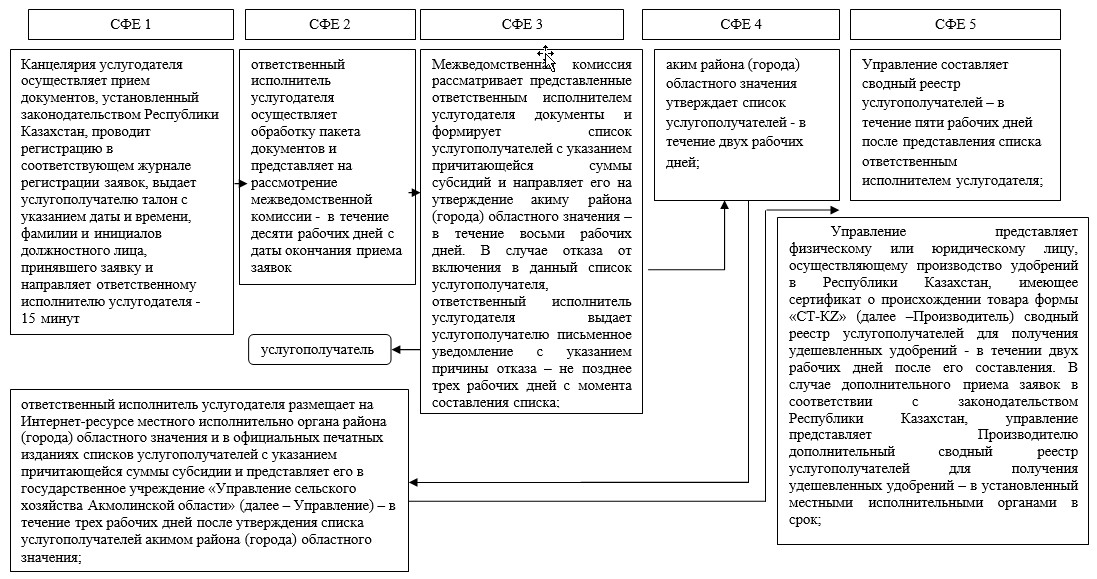 СФЕ 1
СФЕ 2
СФЕ 3
СФЕ 4
СФЕ 5
Канцелярия услугодателя
осуществляет прием
документов, установленный
законодательством Республики
Казахстан, проводит
регистрацию в
соответствующем журнале
регистрации заявок, выдает
услугополучателю талон с
указанием даты и времени,
фамилии и инициалов
должностного лица,
принявшего заявку и
направляет ответственному
исполнителю услугодателя -
15 минут
ответственный
исполнитель
услугодателя
осуществляет
обработку пакета
документов и
представляет на
рассмотрение
межведомственной
комиссии - в течение
десяти рабочих дней с
даты окончания приема
заявок
Межведомственная комиссия
рассматривает представленные
ответственным исполнителем
услугодателя документы и
формирует список
услугополучателей с указанием
причитающейся суммы
субсидий и направляет его на
утверждение акиму района
(города) областного значения –
в течение восьми рабочих
дней. В случае отказа от
включения в данный список
услугополучателя,
ответственный исполнитель
услугодателя выдает
услугополучателю письменное
уведомление с указанием
причины отказа – не позднее
трех рабочих дней с момента
составления списка;
аким района (города)
областного значения
утверждает список
услугополучателей - в
течение двух рабочих
дней;
Управление составляет
сводный реестр
услугополучателей – в
течение пяти рабочих дней
после представления списка
ответственным
исполнителем услугодателя;
услугополучатель
ответственный исполнитель услугодателя размещает на
Интернет-ресурсе местного исполнительно органа района
(города) областного значения и в официальных печатных
изданиях списков услугополучателей с указанием
причитающейся суммы субсидии и представляет его в
государственное учреждение «Управление сельского
хозяйства Акмолинской области» (далее – Управление) – в
течение трех рабочих дней после утверждения списка
услугополучателей акимом района (города) областного
значения;
Управление представляет
физическому или юридическому лицу,
осуществляющему производство удобрений
в Республики Казахстан, имеющее
сертификат о происхождении товара формы
«CT-KZ» (далее –Производитель) сводный
реестр услугополучателей для получения
удешевленных удобрений - в течении двух
рабочих дней после его составления. В
случае дополнительного приема заявок в
соответствии с законодательством
Республики Казахстан, управление
представляет Производителю
дополнительный сводный реестр
услугополучателей для получения
удешевленных удобрений – в установленный
местными исполнительными органами в
срок;